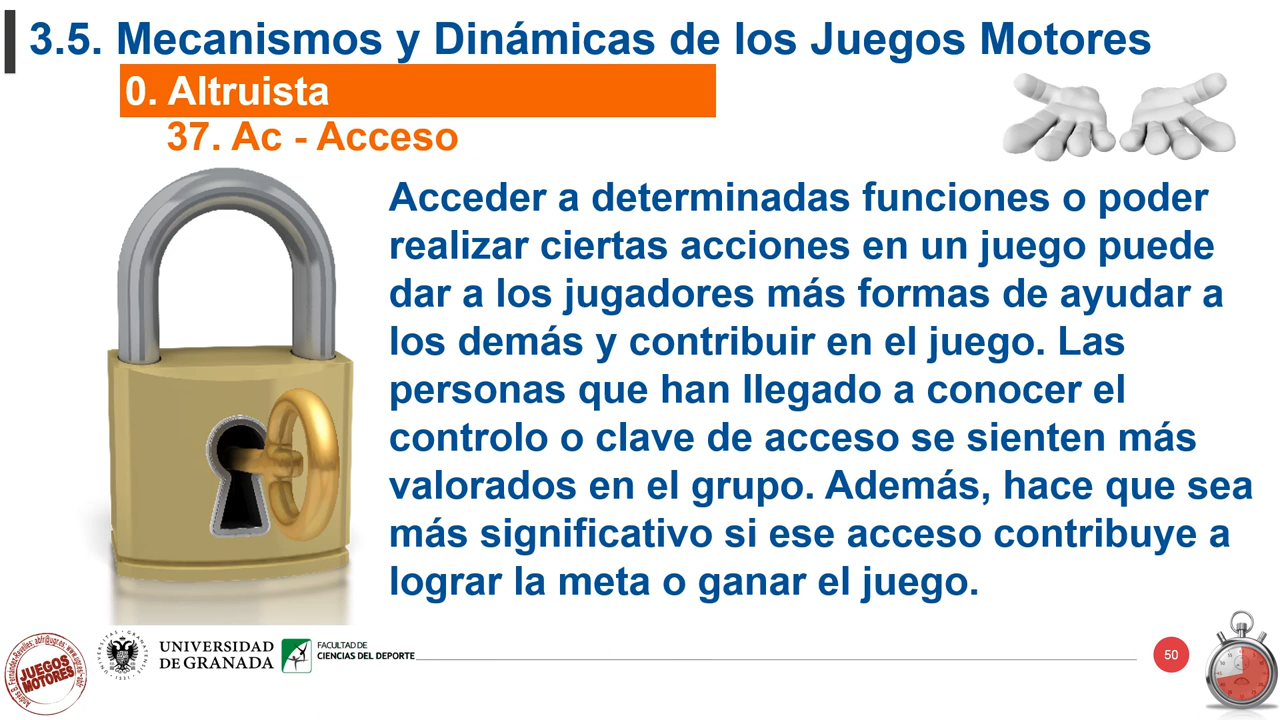 3.5. Mecanismos y Dinámicas de los Juegos Motores
0. Altruista
37. Ac - Acceso
Acceder a determinadas funciones o poder
realizar ciertas acciones en un juego puede
dar a los jugadores más formas de ayudar a
los demás y contribuir en el juego. Las
personas que han llegado a conocer el
controlo o clave de acceso se sienten más
valorados en el grupo. Además, hace que sea
más significativo si ese acceso contribuye a
lograr la meta o ganar el juego.
JUEGOS
MOTORES
UNIVERSIDAD
DE GRANADA
FACULTAD DE
CIENCIAS DEL DEPORTE
50